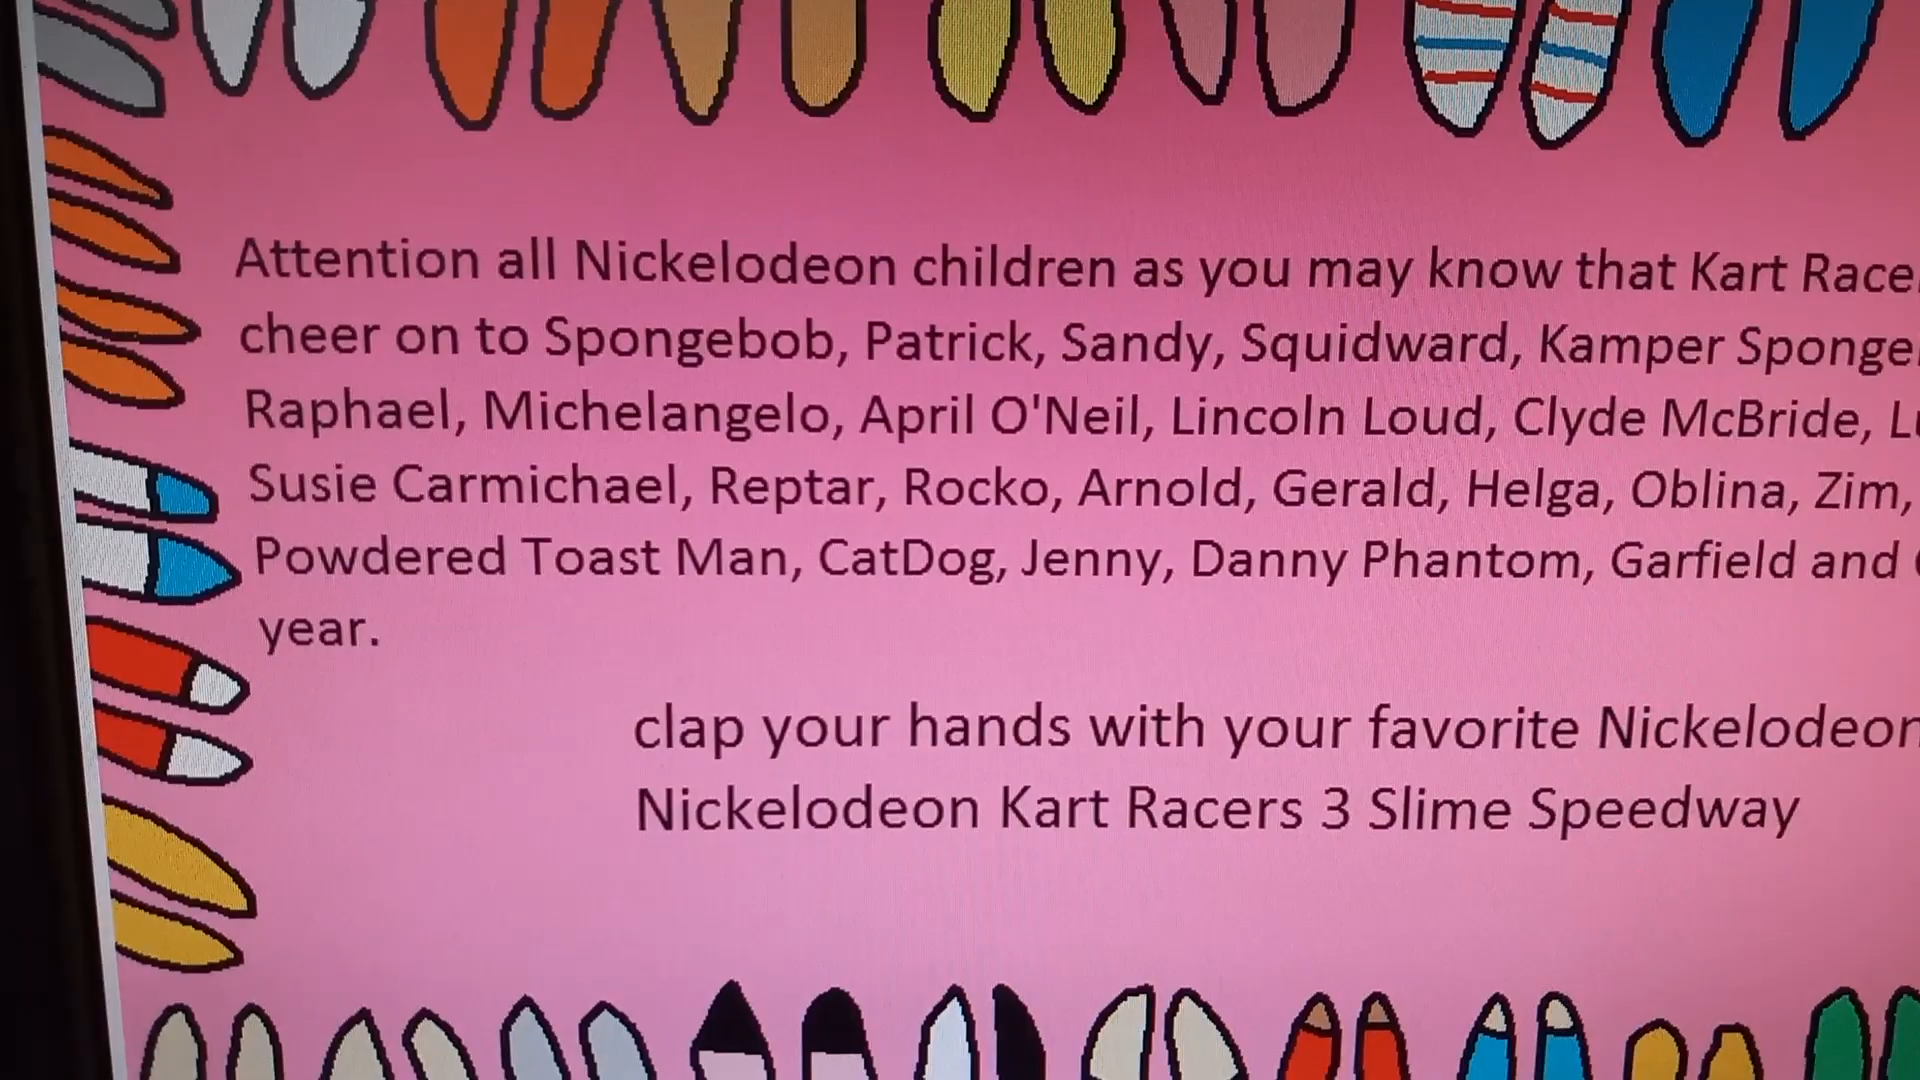 Attention all Nickelodeon children as you may know that Kart
cheer on to Spongebob, Patrick, Sandy, Squidward, Kamper
Raphael, Michelangelo, April O'Neil, Lincoln Loud, Clyde McBride,
Susie Carmichael, Reptar, Rocko, Arnold, Gerald, Helga, Oblina, Zim,
Powdered Toast Man, CatDog, Jenny, Danny Phantom, Garfield and
year.
clap your hands with your favorite Nickelodeon
Nickelodeon Kart Racers 3 Slime Speedway